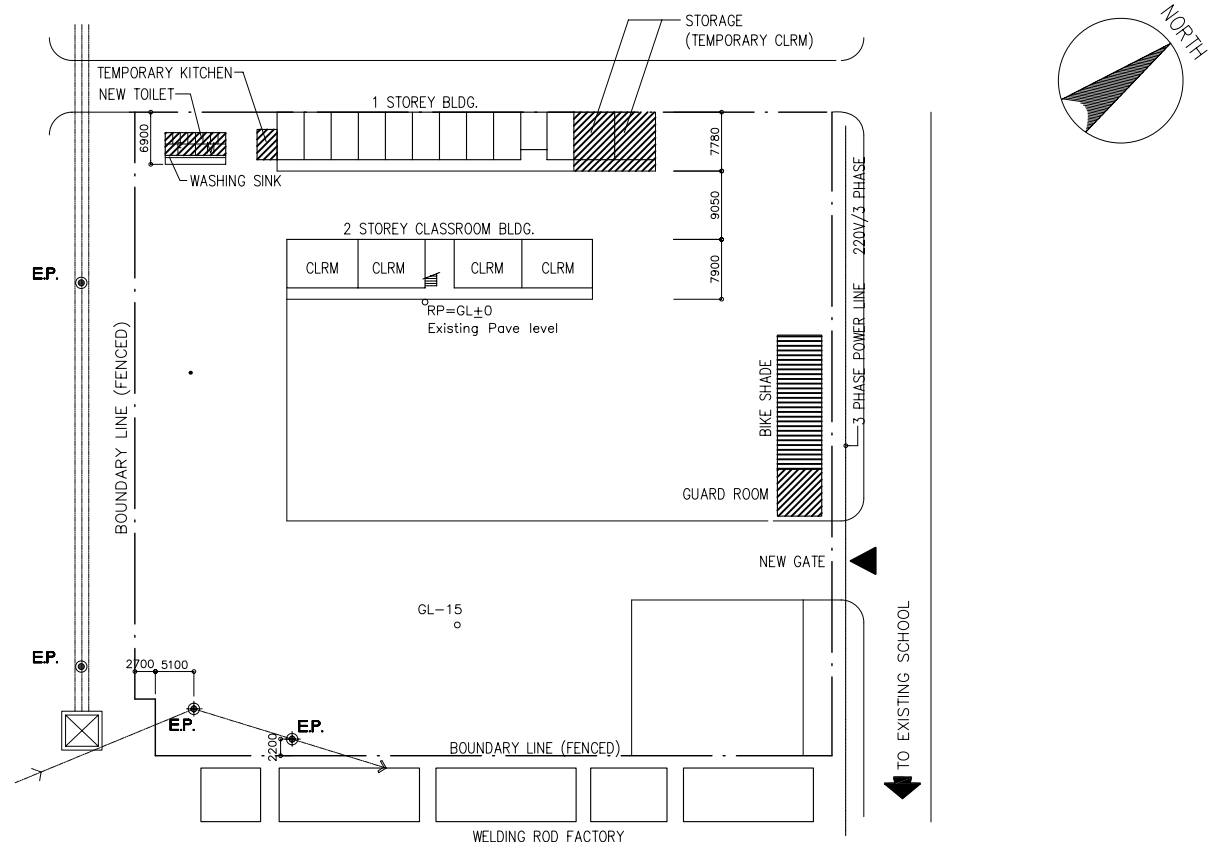 STORAGE
(TEMPORARY CLRM)
NORTH
TEMPORARY KITCHEN
NEW TOILET
1 STOREY BLDG.
6900
7780
WASHING SINK
3 PHASE POWER LINE 220V/3 PHASE
9050
2 STOREY CLASSROOM BLDG.
CLRM
CLRM
CLRM
CLRM
7900
E.P.
RP=GL±0
Existing Pave level
BOUNDARY LINE (FENCED)
BIKE SHADE
GUARD ROOM
NEW GATE
GL-15
TO EXISTING SCHOOL
E.P.
2700
5100
E.P.
E.P.
2200
BOUNDARY LINE (FENCED)
WELDING ROD FACTORY